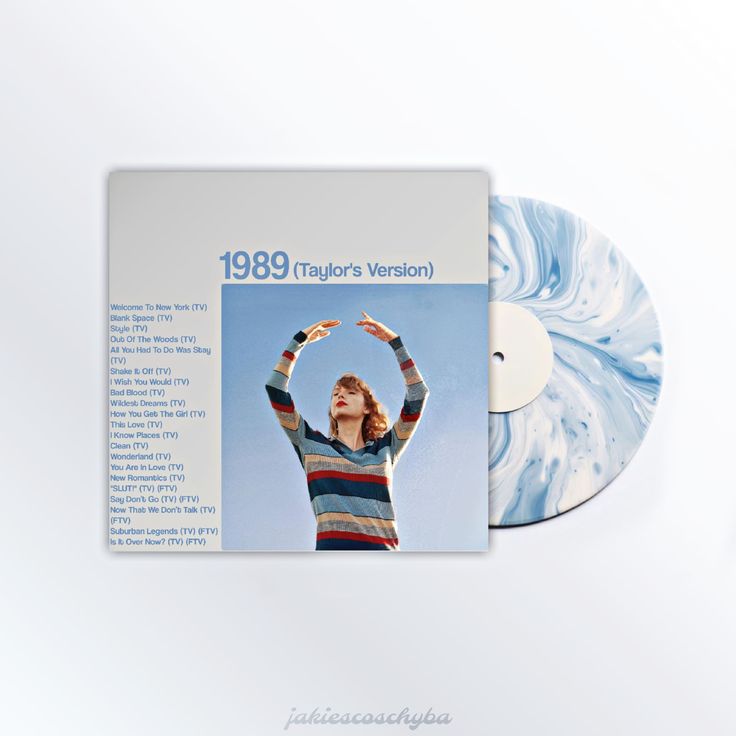 1989 (Taylor's Version)
Welcome To New York (TV)
Blank Space (TV)
Style (TV)
Out Of The Woods (TV)
All You Had To Do Was Stay
(TV)
Shake It Off (TV)
I Wish You Would (TV)
Bad Blood (TV)
Wildest Dreams (TV)
How You Get The Girl (TV)
This Love (TV)
I Know Places (TV)
Clean (TV)
Wonderland (TV)
You Are In Love (TV)
New Romantics (TV)
"SLUT!" (TV) (FTV)
Say Don't Go (TV) (FTV)
Now That We Don't Talk (TV)
(FTV)
Suburban Legends (TV) (FTV)
Is It Over Now? (TV) (FTV)
jakiescoschyba